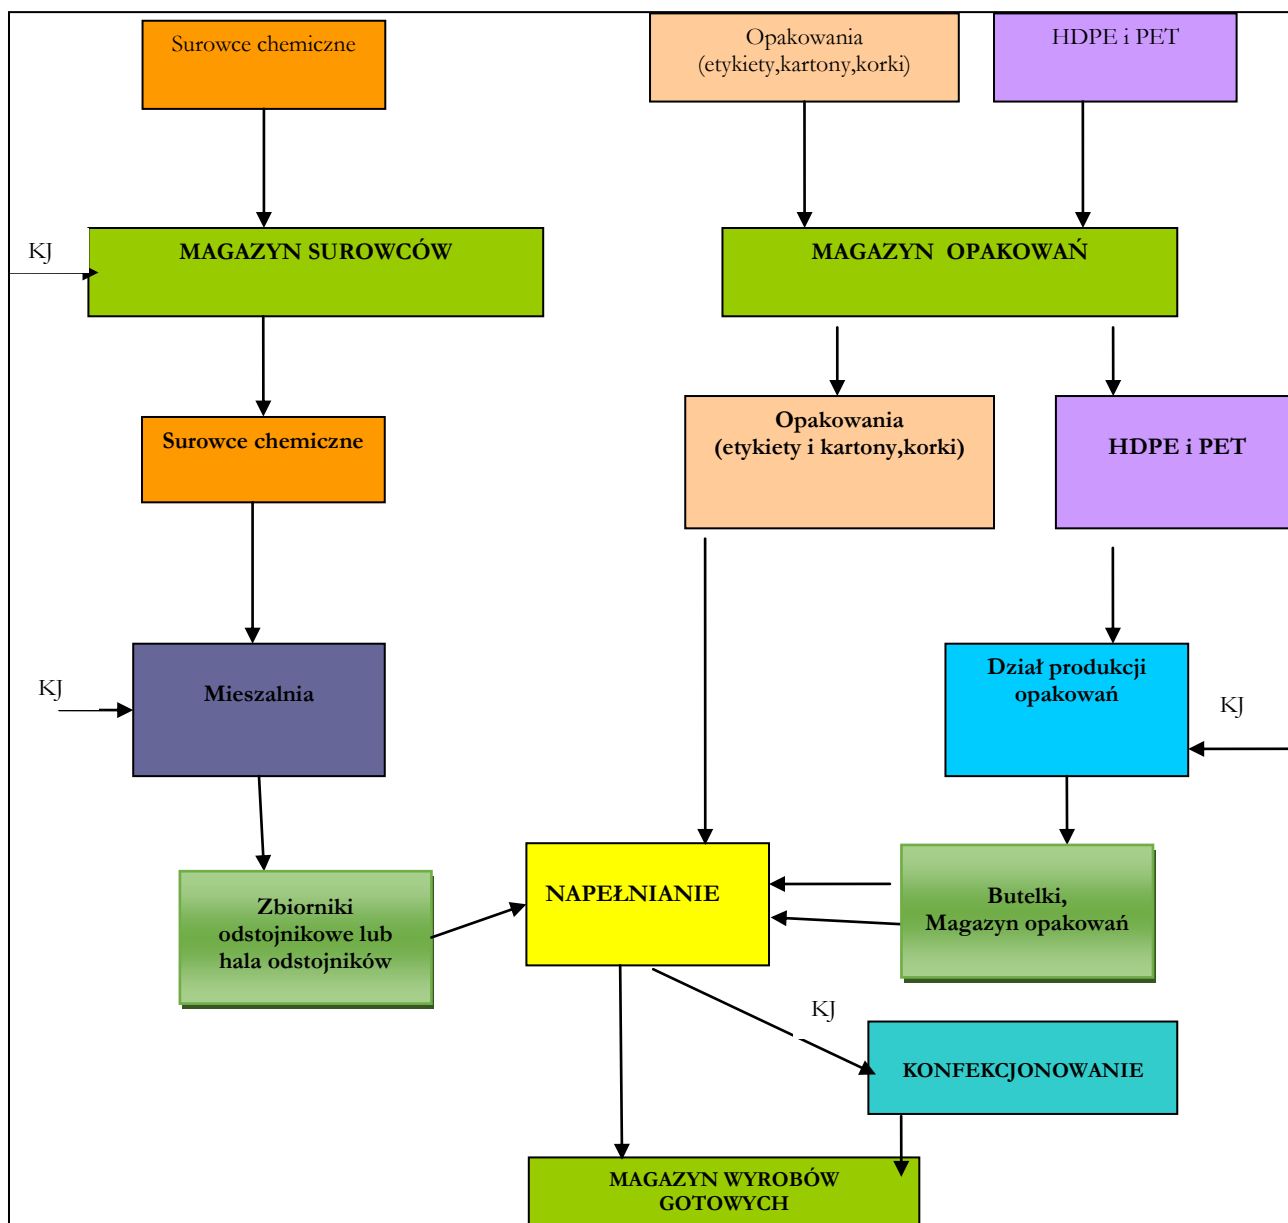 Surowce chemiczne
Opakowania
(etykiety,kartony,korki)
HDPE i PET
KJ
MAGAZYN SUROWCÓW
MAGAZYN OPAKOWAŃ
Surowce chemiczne
Opakowania
(etykiety i kartony,korki)
HDPE i PET
KJ
Mieszalnia
Dział produkcji
opakowań
KJ
Zbiorniki
odstojnikowe lub
hala odstojników
NAPEŁNIANIE
Butelki,
Magazyn opakowań
KJ
KONFEKCJONOWANIE
MAGAZYN WYROBÓW
GOTOWYCH